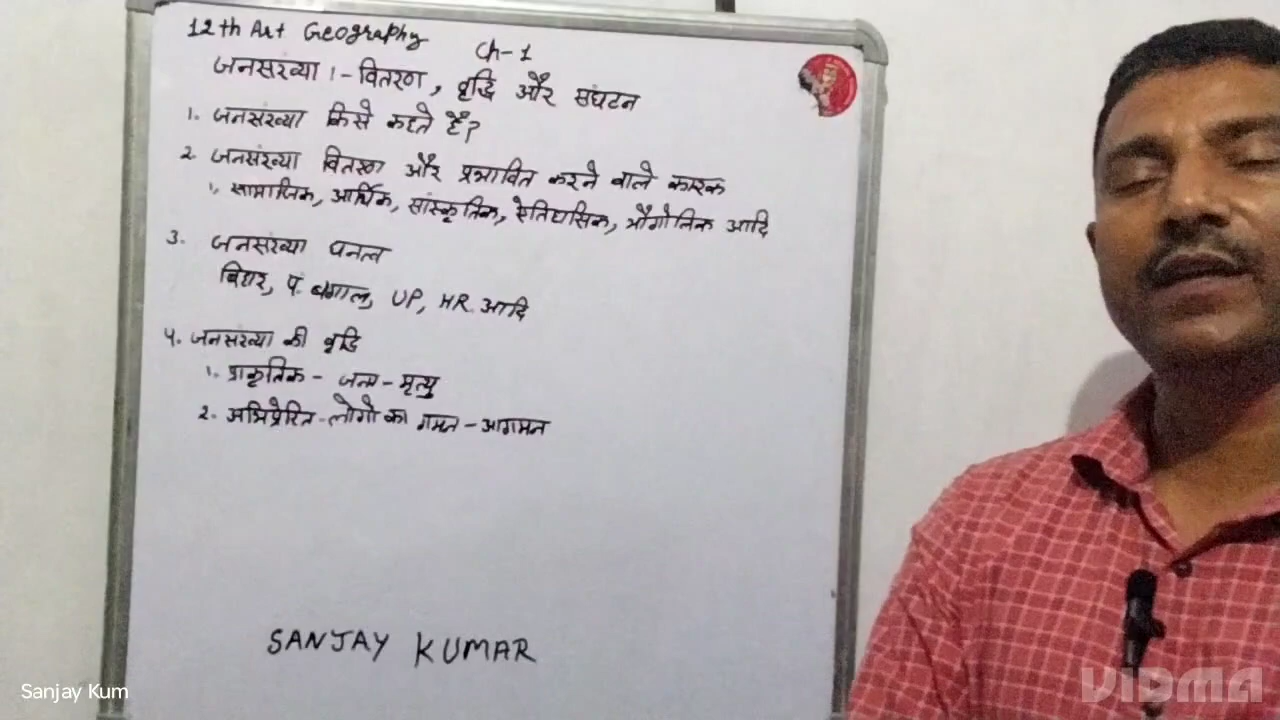 12th Art Geography
Ch-1
जनसंख्या :- वितरण, वृद्धि और संघटन
1. जनसंख्या किसे कहते हैं?
2. जनसंख्या वितरण और प्रभावित करने वाले कारक
1. सामाजिक, आर्थिक, सांस्कृतिक, ऐतिहासिक, भौगोलिक आदि
3. जनसंख्या घनत्व
बिहार, प. बंगाल, UP, HR. आदि
4. जनसंख्या की वृद्धि
1. प्राकृतिक - जन्म - मृत्यु
2. अभिप्रेरित - लोगो का गमन - आगमन
SANJAY KUMAR
Sanjay Kum
VIDMA